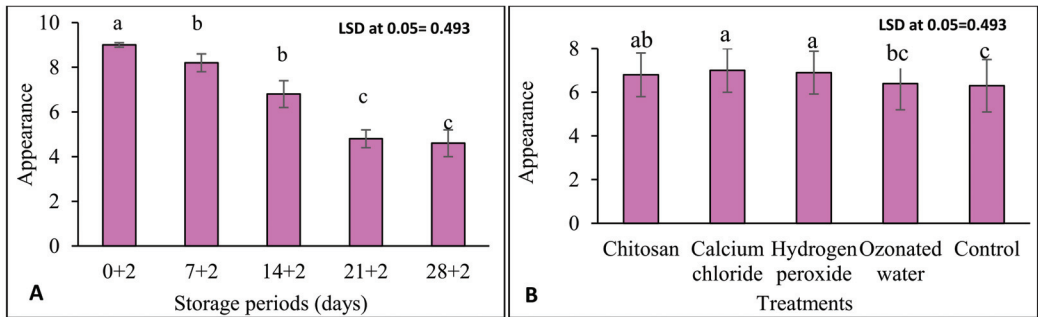 LSD at 0.05= 0.493
Appearance
10
8
6
4
2
0
a
b
b
c
c
0+2
7+2
14+2
21+2
28+2
Storage periods (days)
A
LSD at 0.05=0.493
Appearance
8
6
4
2
0
ab
a
a
bc
c
Chitosan
Calcium
chloride
Hydrogen
peroxide
Ozonated
water
Control
Treatments
B